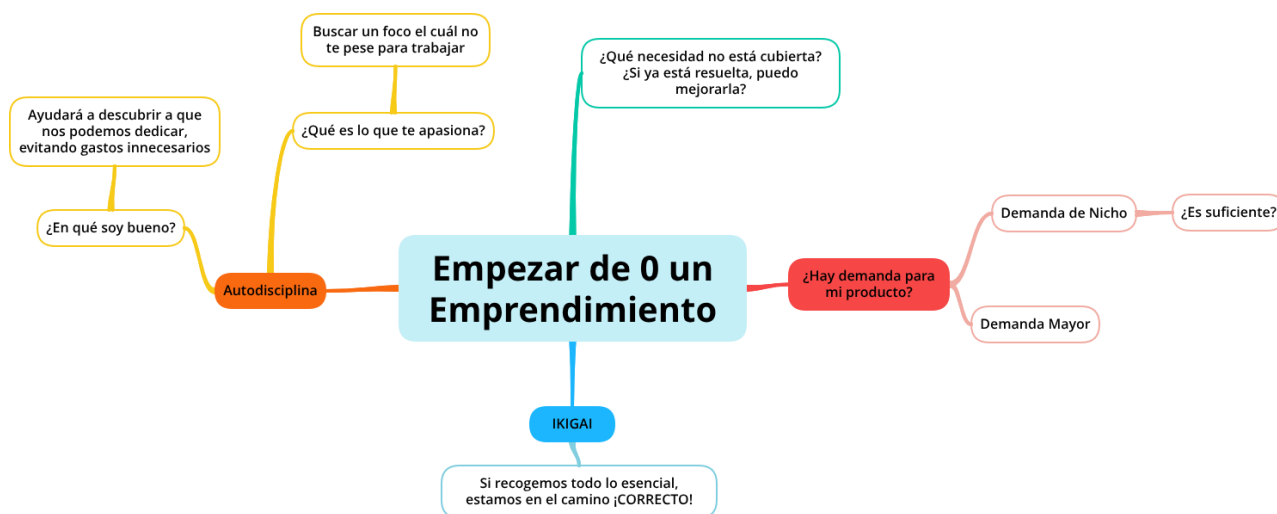 Buscar un foco el cuál no
te pese para trabajar
¿Qué necesidad no está cubierta?
¿Si ya está resuelta, puedo
mejorarla?
Ayudará a descubrir a que
nos podemos dedicar,
evitando gastos innecesarios
¿Qué es lo que te apasiona?
¿En qué soy bueno?
Demanda de Nicho
¿Es suficiente?
Autodisciplina
Empezar de 0 un
Emprendimiento
¿Hay demanda para
mi producto?
Demanda Mayor
IKIGAI
Si recogemos todo lo esencial,
estamos en el camino ¡CORRECTO!